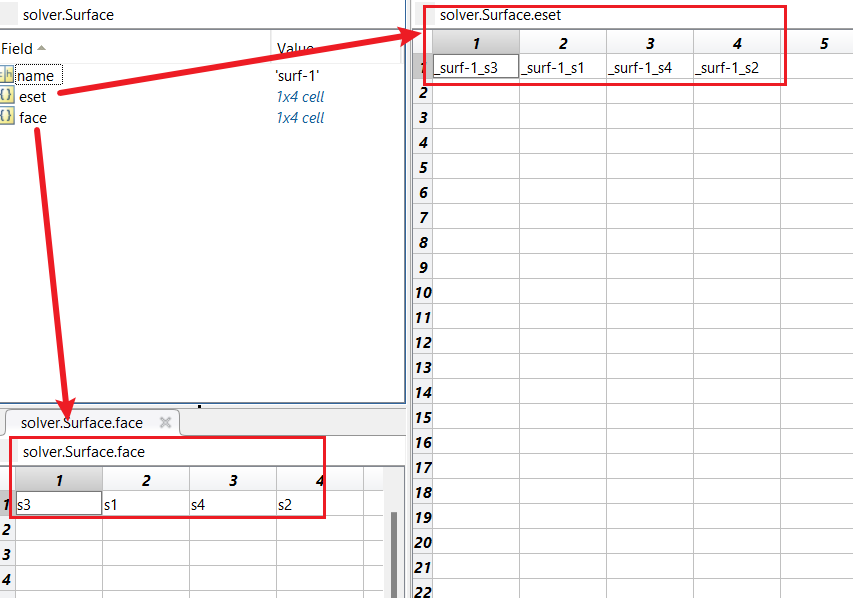 solver.Surface
Field Value
name 'surf-1'
eset 1x4 cell
face 1x4 cell
solver.Surface.eset
1 2 3 4 5
1 _surf-1_s3 _surf-1_s1 _surf-1_s4 _surf-1_s2
2
3
4
5
6
7
8
9
10
11
12
13
14
15
16
17
18
19
20
21
22
solver.Surface.face
solver.Surface.face
1 2 3 4
1 s3 s1 s4 s2
2
3
4